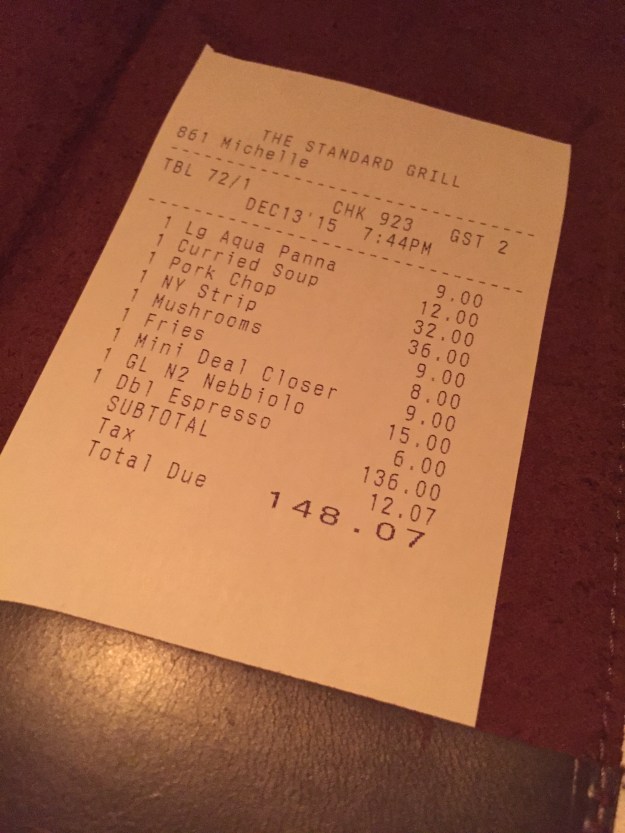 THE STANDARD GRILL
861 Michelle
TBL 72/1 CHK 923 GST 2
DEC13'15 7:44PM
1 Lg Aqua Panna 9.00
1 Curried Soup 12.00
1 Pork Chop 32.00
1 NY Strip 36.00
1 Mushrooms 9.00
1 Fries 8.00
1 Mini Deal Closer 9.00
1 GL N2 Nebbiolo 15.00
1 Dbl Espresso 6.00
SUBTOTAL 136.00
Tax 12.07
Total Due 148.07